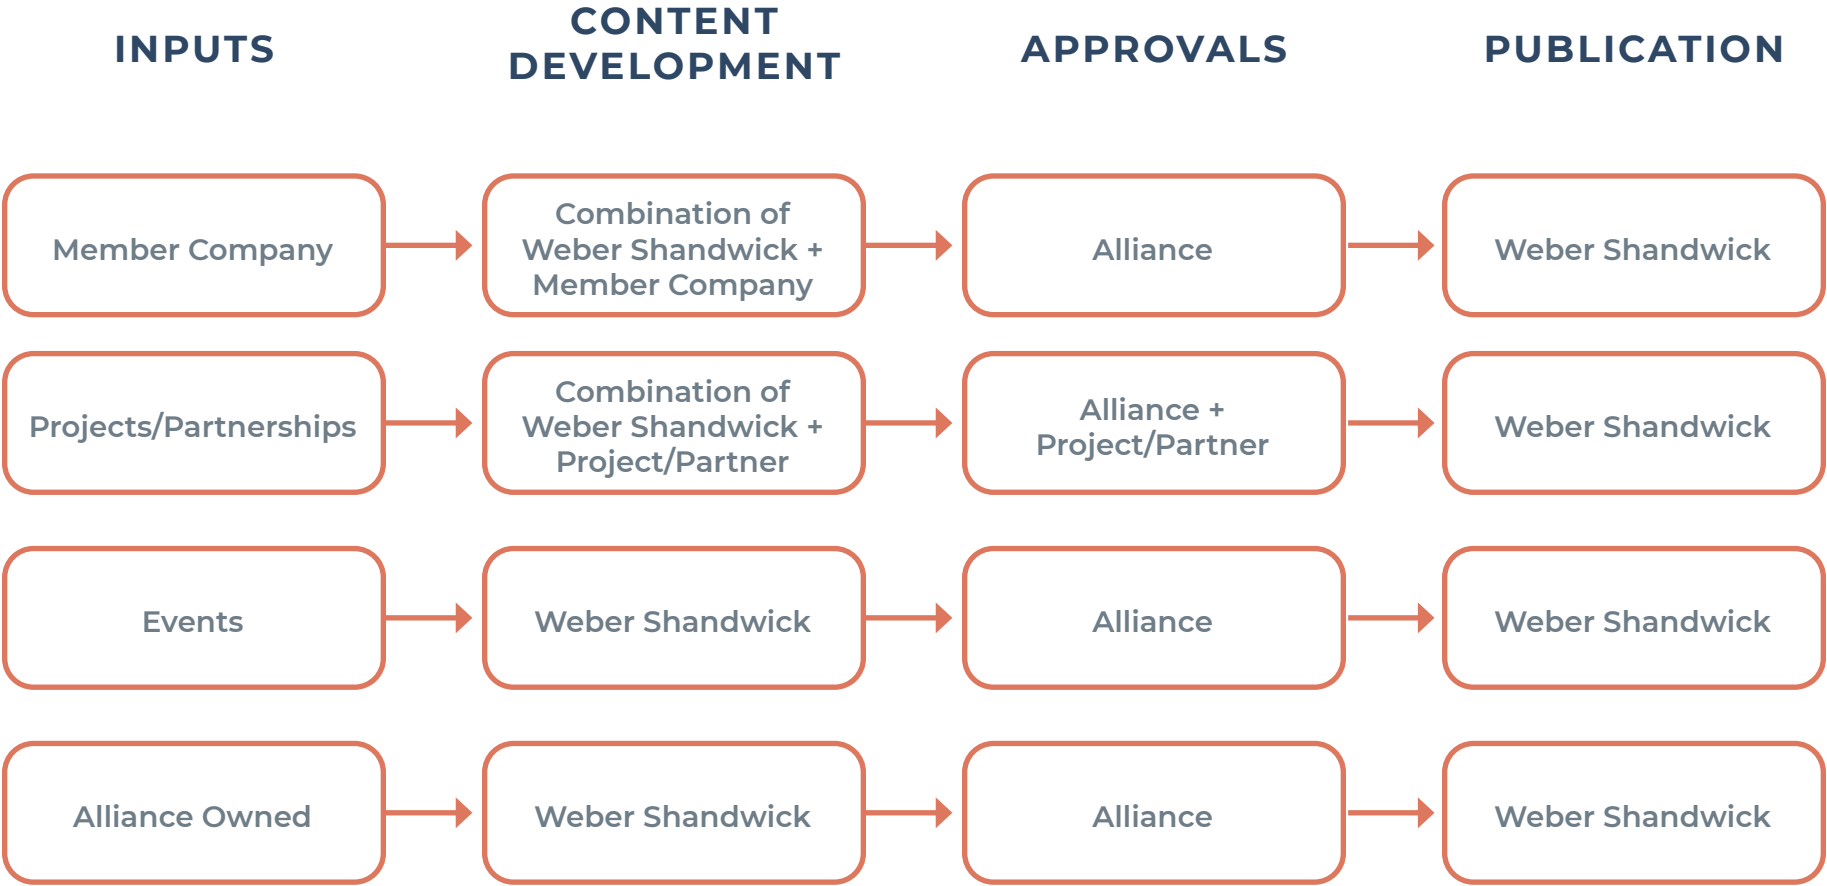 INPUTS
CONTENT
DEVELOPMENT
APPROVALS
PUBLICATION
Member Company
Combination of
Weber Shandwick +
Member Company
Alliance
Weber Shandwick
Projects/Partnerships
Combination of
Weber Shandwick +
Project/Partner
Alliance +
Project/Partner
Weber Shandwick
Events
Weber Shandwick
Alliance
Weber Shandwick
Alliance Owned
Weber Shandwick
Alliance
Weber Shandwick